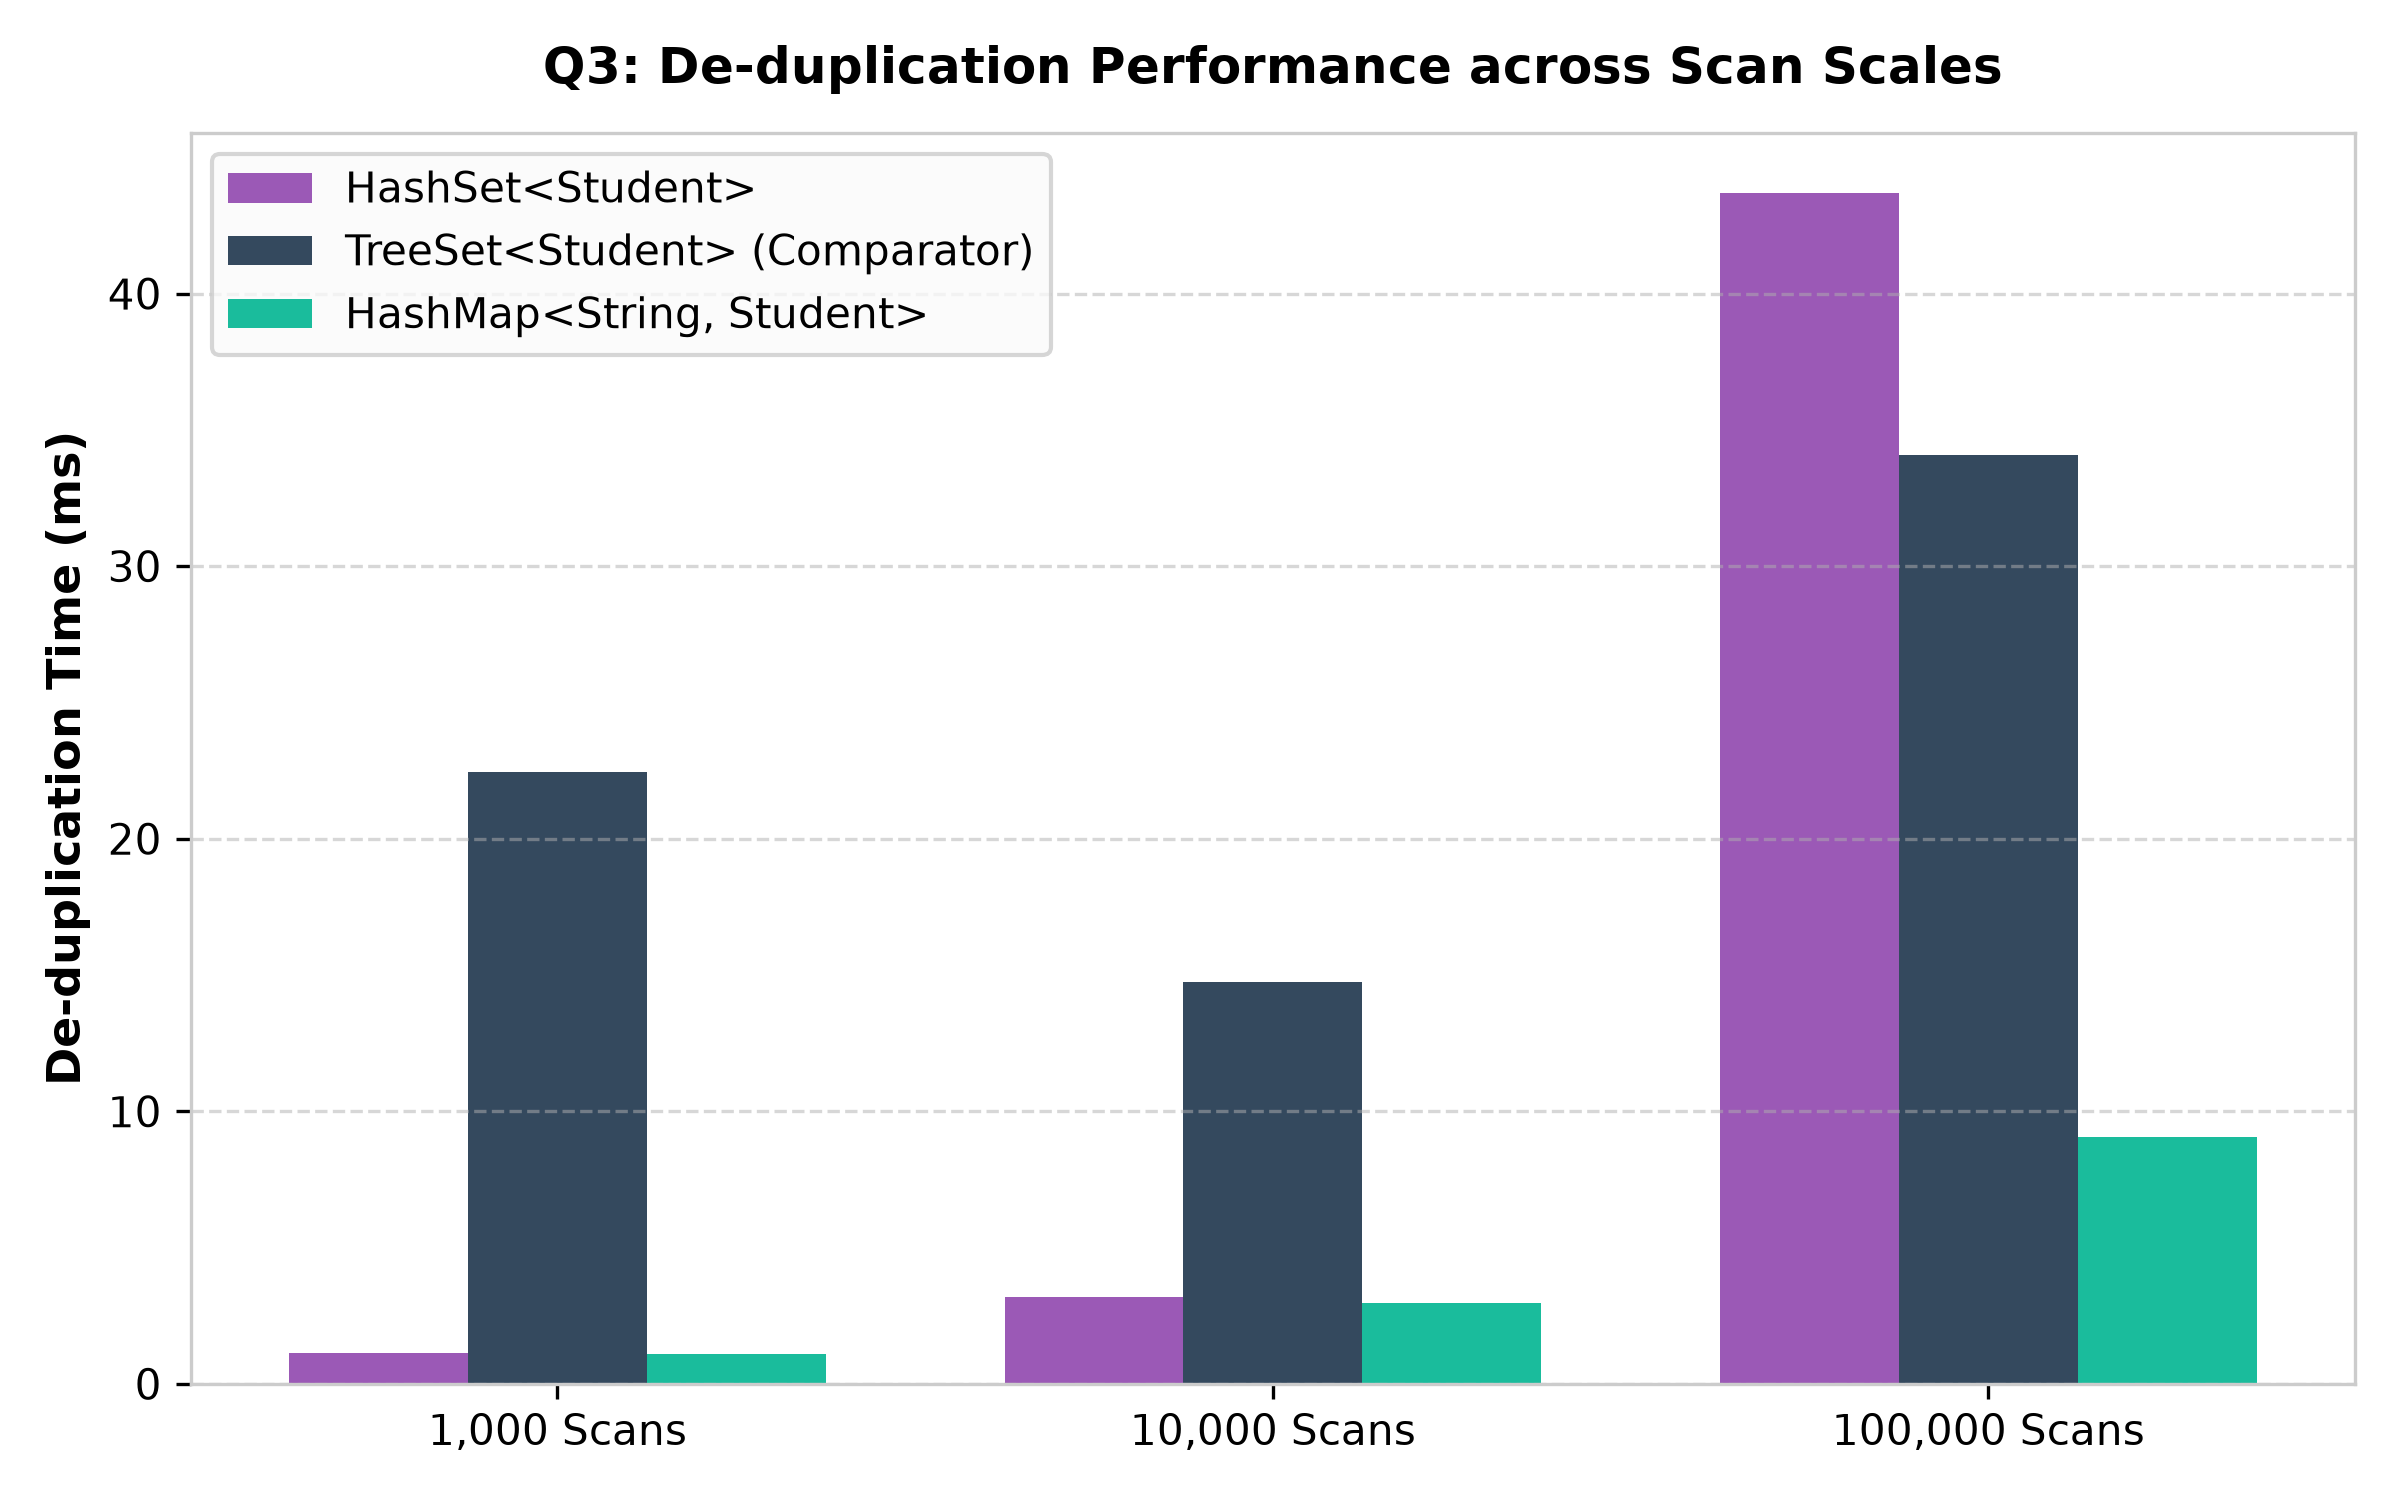 Q3: De-duplication Performance across Scan Scales
HashSet<Student>
TreeSet<Student> (Comparator)
HashMap<String, Student>
De-duplication Time (ms)
40
30
20
10
0
1,000 Scans
10,000 Scans
100,000 Scans